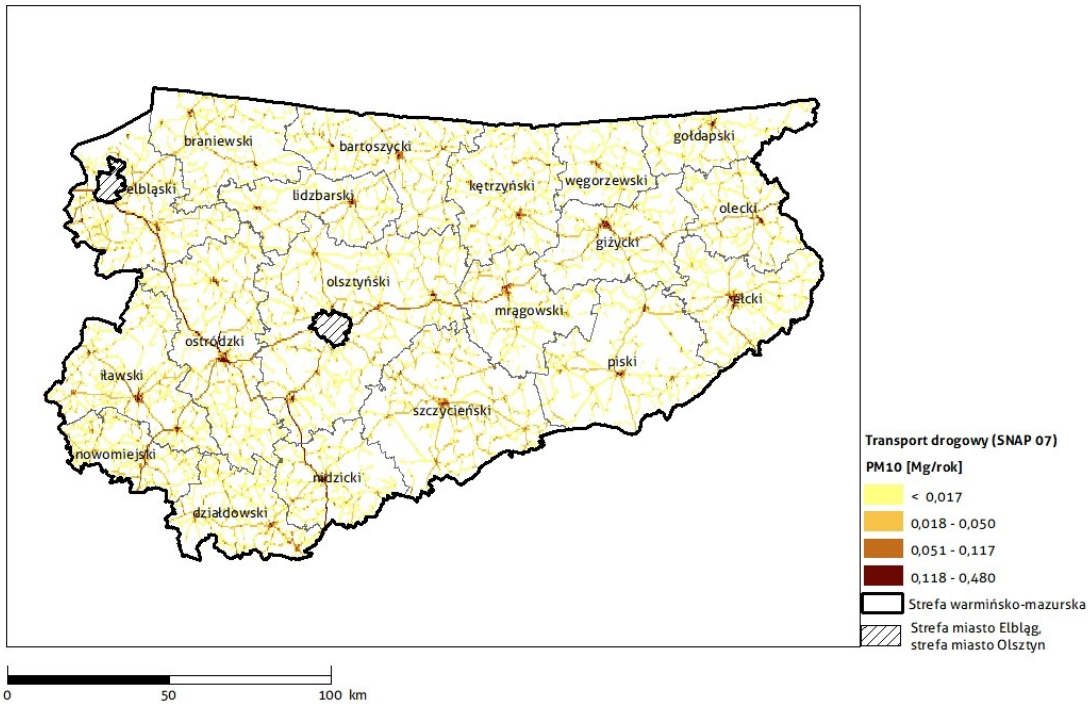 gołdapski
braniewski
bartoszycki
elbląski
lidzbarski
kętrzyński
węgorzewski
olecki
giżycki
olsztyński
mrągowski
ełcki
ostródzki
iławski
piski
szczycieński
nowomiejski
nidzicki
działdowski
Transport drogowy (SNAP 07)
PM10 [Mg/rok]
< 0,017
0,018 - 0,050
0,051 - 0,117
0,118 - 0,480
Strefa warmińsko-mazurska
Strefa miasto Elbląg,
strefa miasto Olsztyn
0 50 100 km